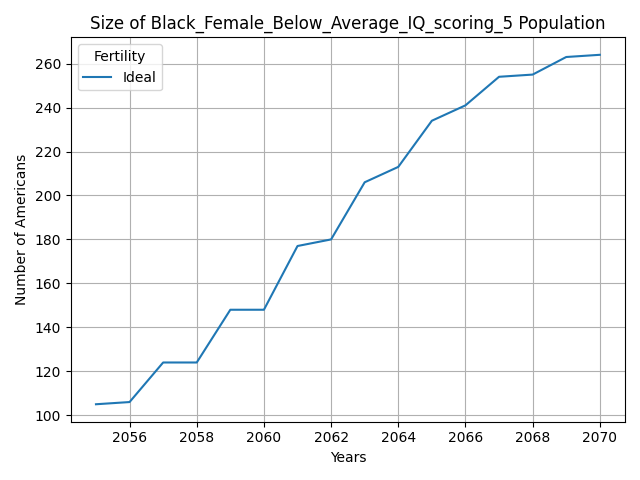 Size of Black_Female_Below_Average_IQ_scoring_5 Population
Fertility
Ideal
Number of Americans
260
240
220
200
180
160
140
120
100
2056 2058 2060 2062 2064 2066 2068 2070
Years